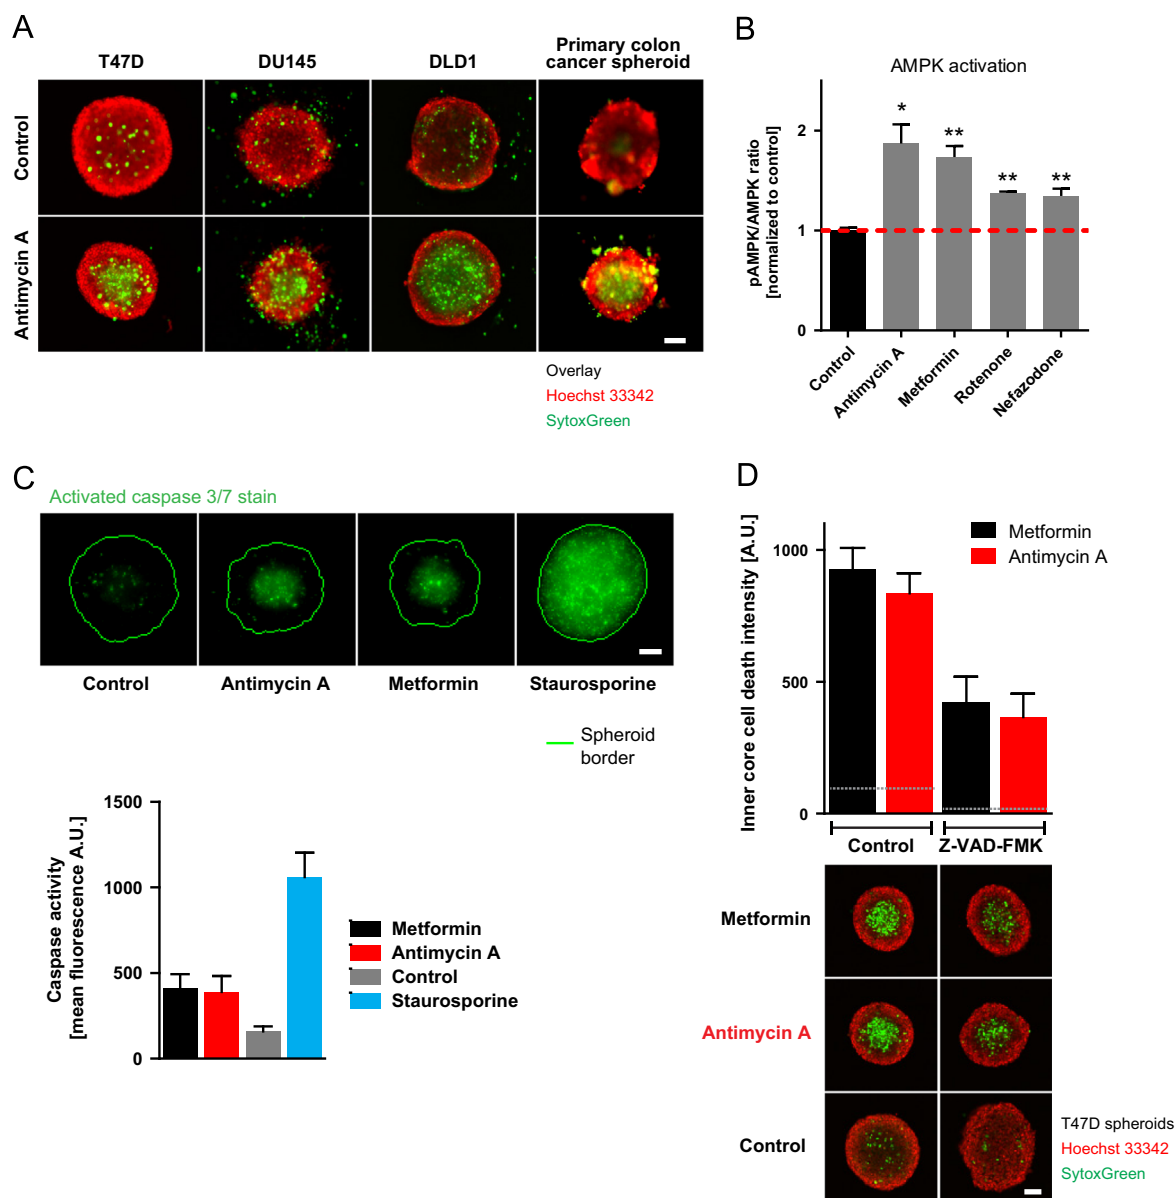 A
T47D
DU145
DLD1
Primary colon
cancer spheroid
Control
Antimycin A
Overlay
Hoechst 33342
SytoxGreen
B
AMPK activation
pAMPK/AMPK ratio
[normalized to control]
2
1
0
*
**
**
**
Control
Antimycin A
Metformin
Rotenone
Nefazodone
C
Activated caspase 3/7 stain
Control
Antimycin A
Metformin
Staurosporine
Spheroid
border
Caspase activity
[mean fluorescence A.U.]
1500
1000
500
0
Metformin
Antimycin A
Control
Staurosporine
D
Inner core cell death intensity [A.U.]
1000
500
0
Metformin
Antimycin A
Control
Z-VAD-FMK
Metformin
Antimycin A
Control
T47D spheroids
Hoechst 33342
SytoxGreen